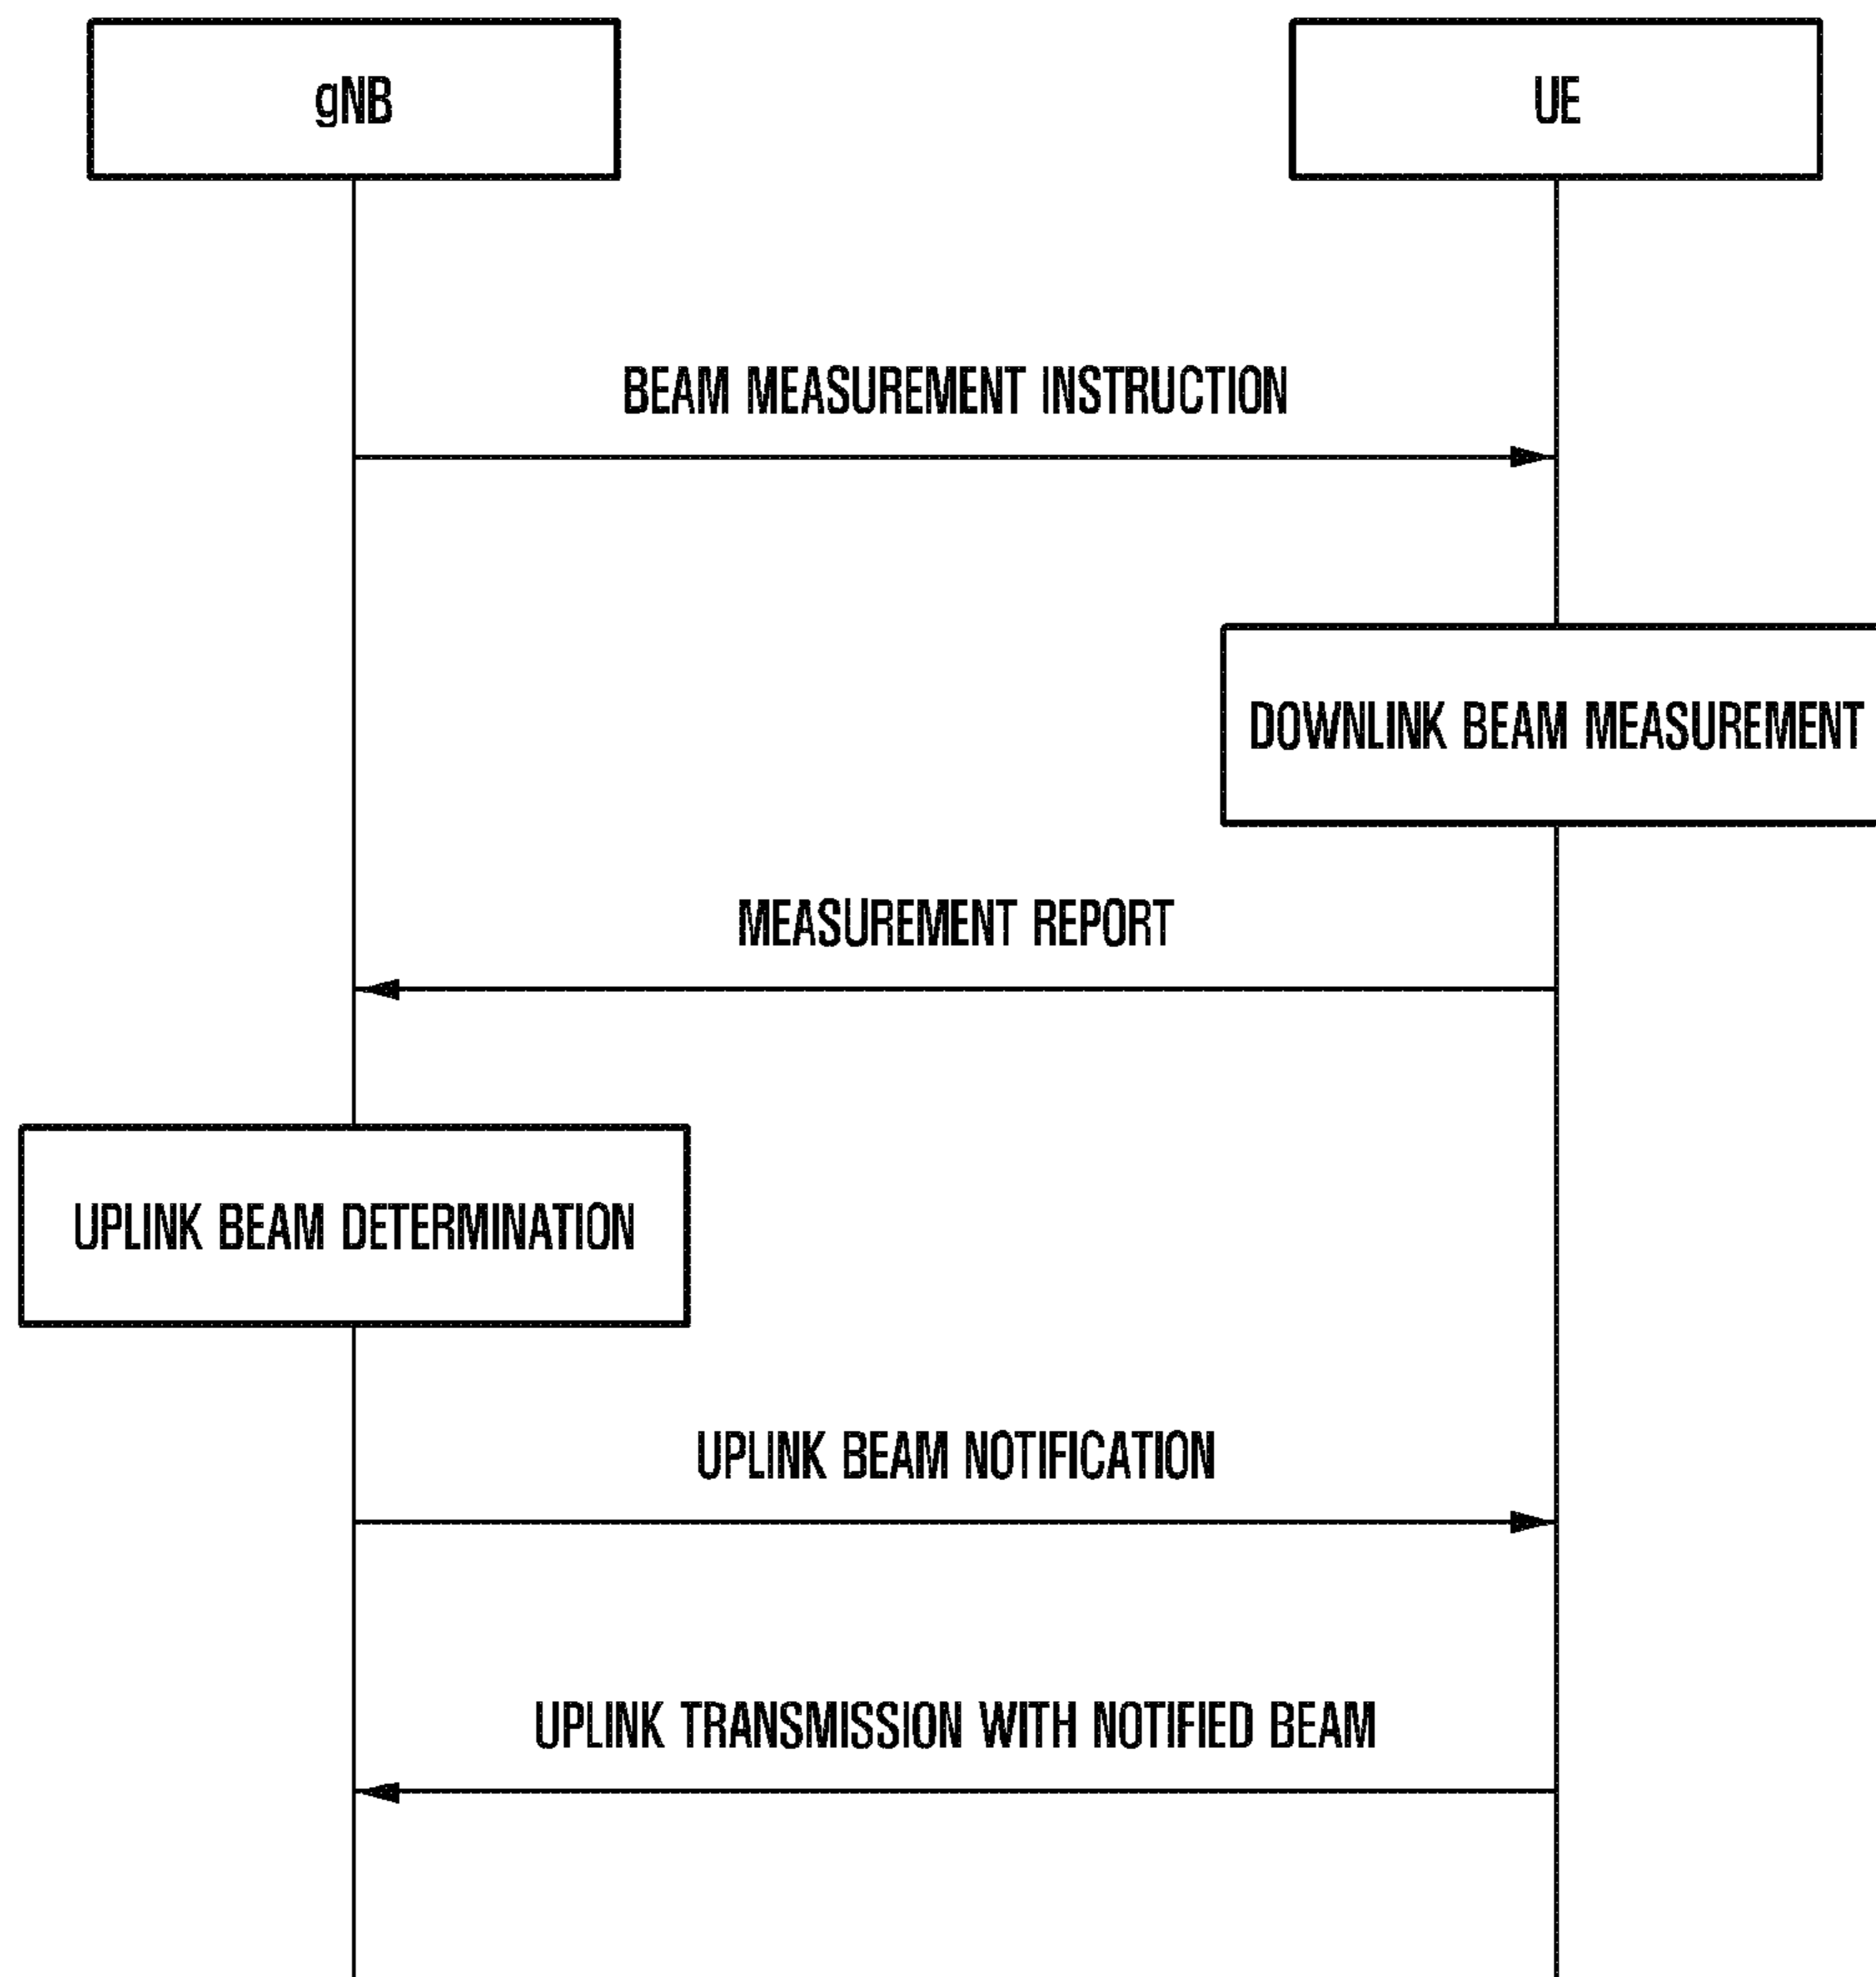 gNB
UE
BEAM MEASUREMENT INSTRUCTION
DOWNLINK BEAM MEASUREMENT
MEASUREMENT REPORT
UPLINK BEAM DETERMINATION
UPLINK BEAM NOTIFICATION
UPLINK TRANSMISSION WITH NOTIFIED BEAM